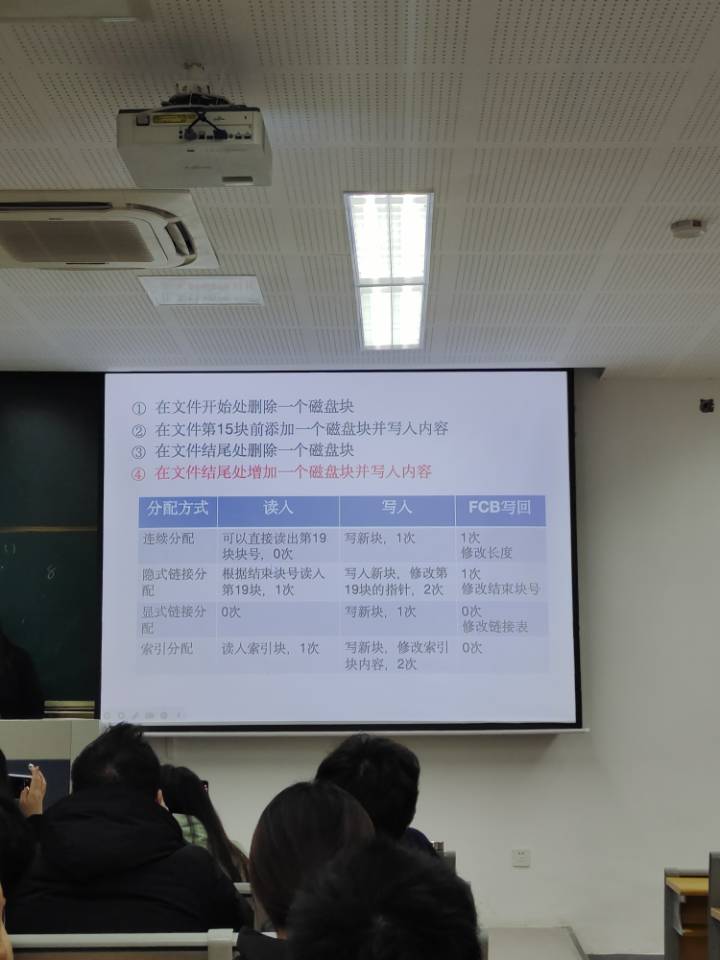 ① 在文件开始处删除一个磁盘块
② 在文件第15块前添加一个磁盘块并写入内容
③ 在文件结尾处删除一个磁盘块
④ 在文件结尾处增加一个磁盘块并写入内容
分配方式 读入 写入 FCB写回
连续分配 可以直接读出第19块块号，0次 写新块，1次 1次 修改长度
隐式链接分配 根据结束块号读入第19块，1次 写入新块，修改第19块的指针，2次 1次 修改结束块号
显式链接分配 0次 写新块，1次 0次 修改链接表
索引分配 读入索引块，1次 写新块，修改索引块内容，2次 0次
8